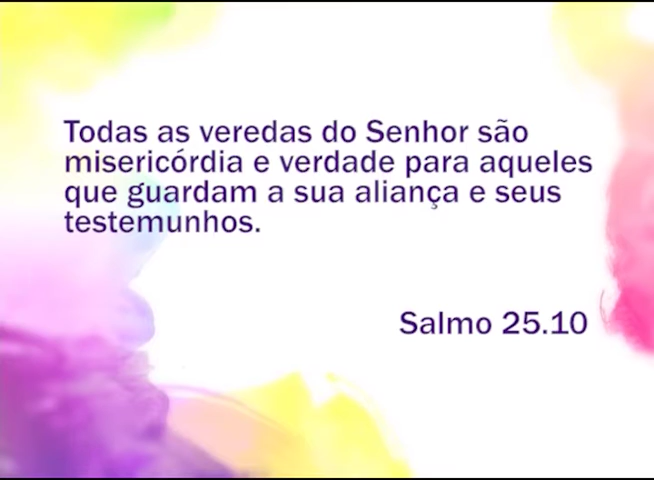 Todas as veredas do Senhor são
misericórdia e verdade para aqueles
que guardam a sua aliança e seus
testemunhos.
Salmo 25.10